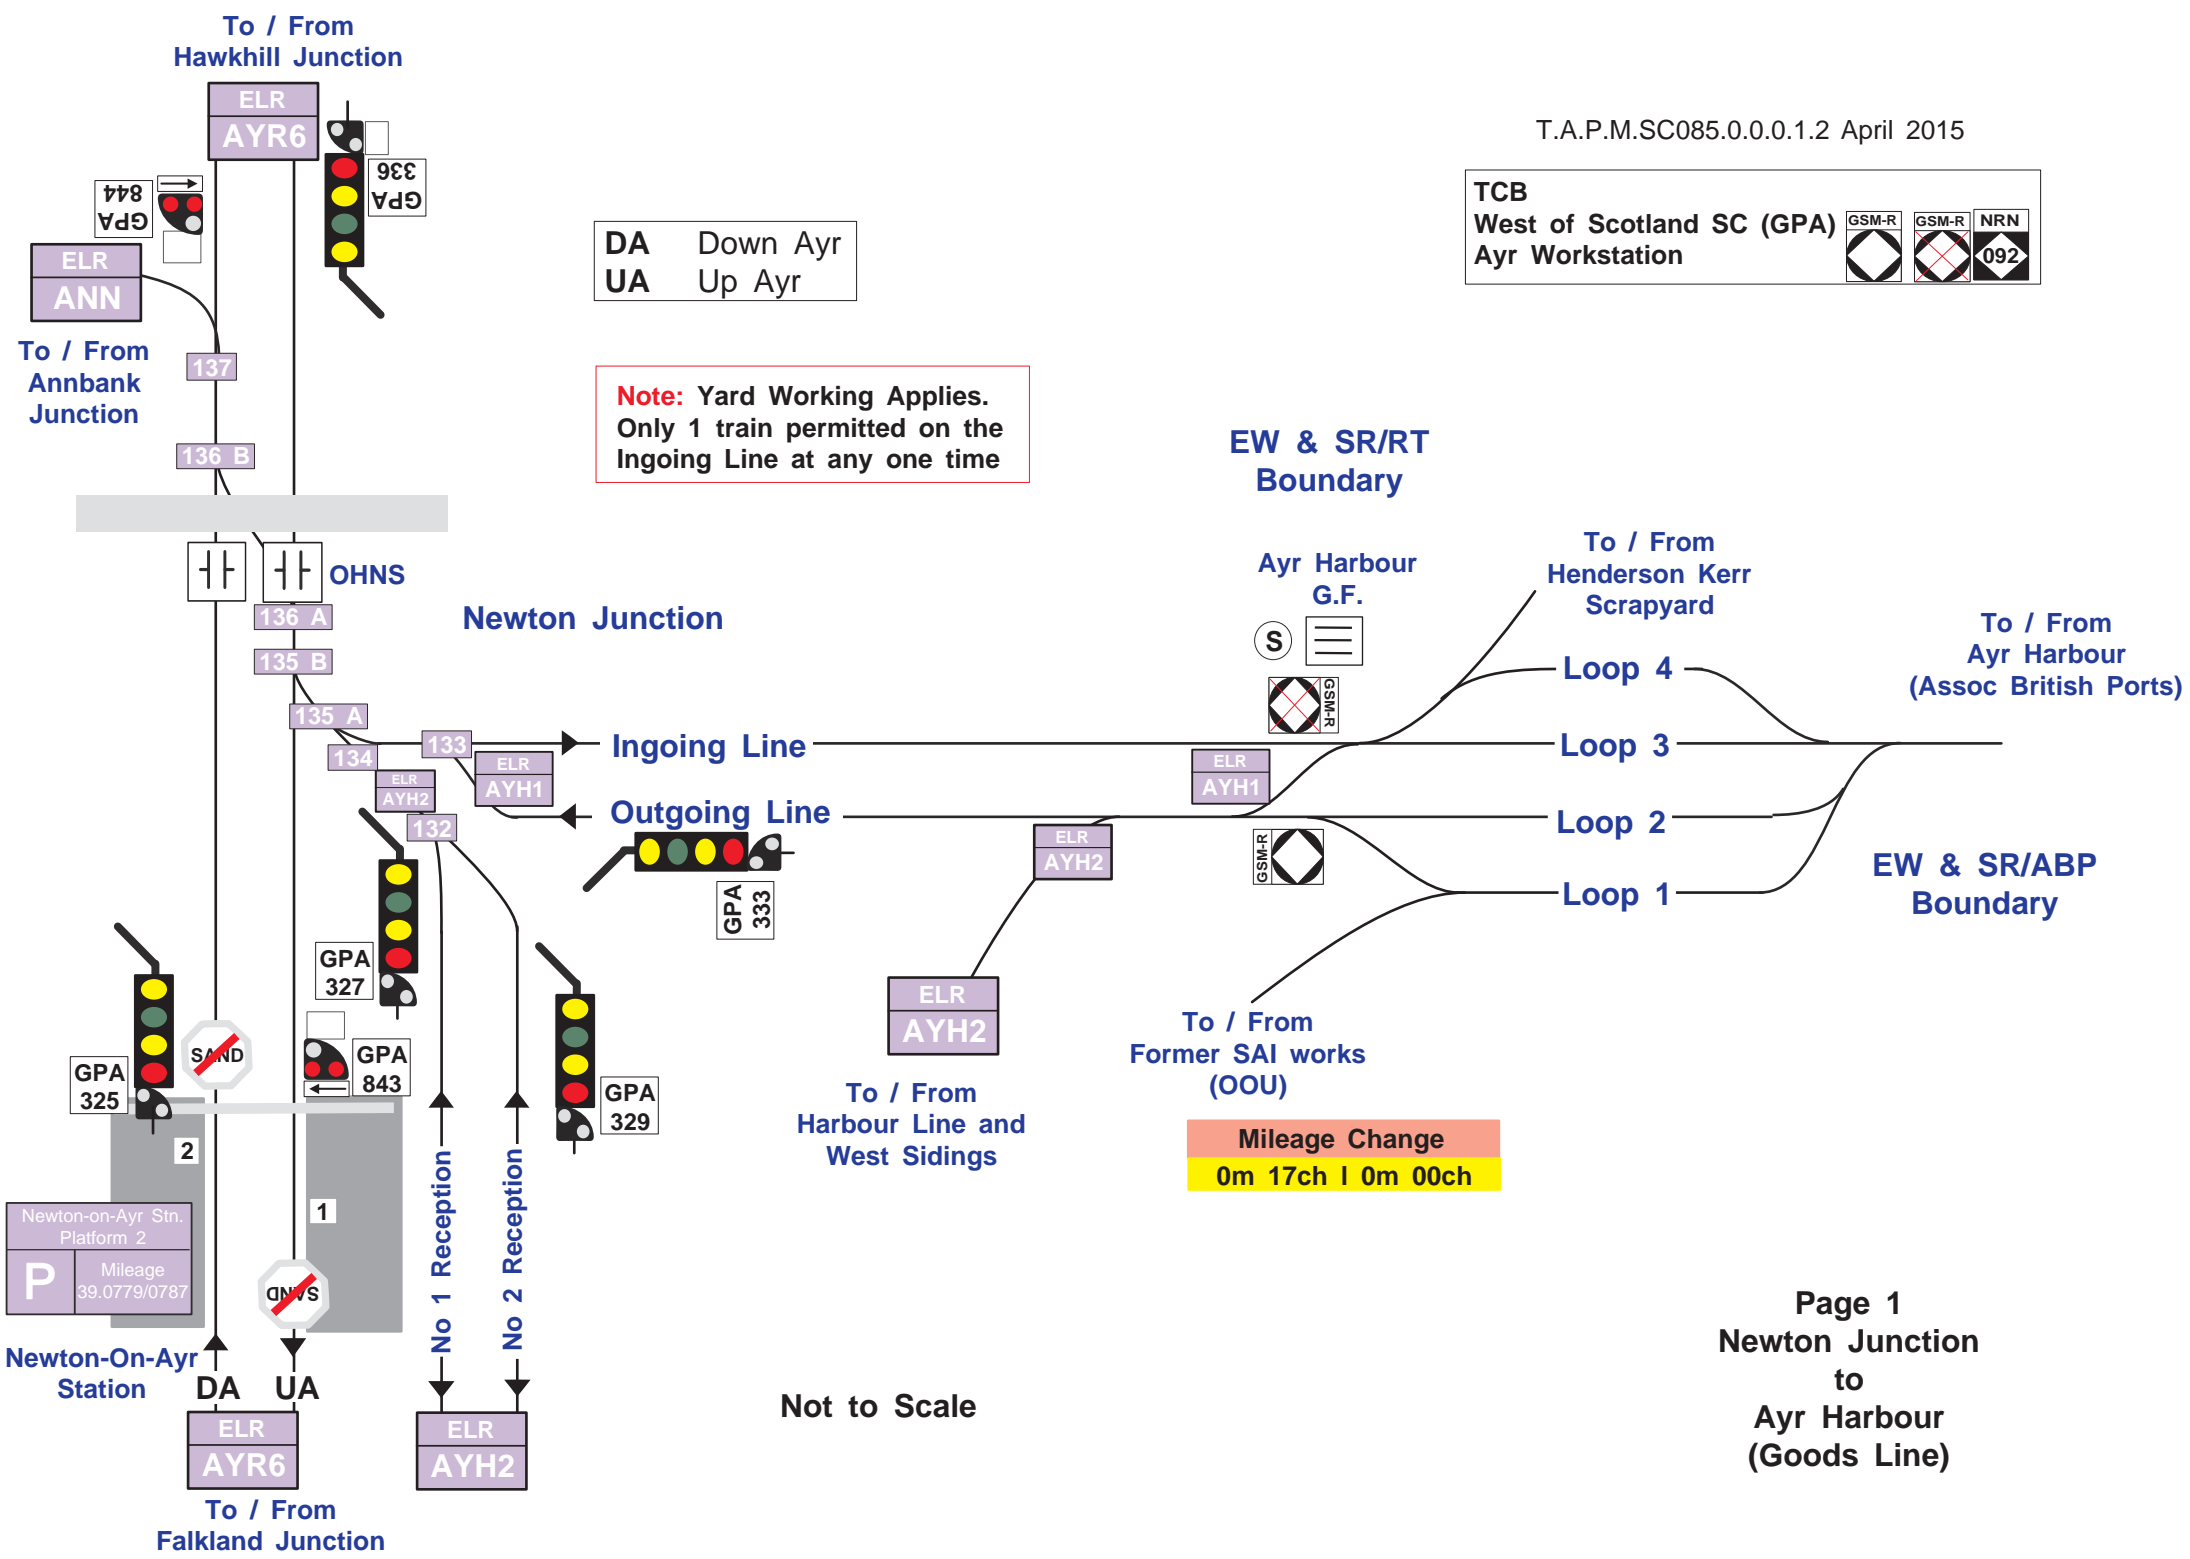 To / From
Hawkhill Junction
ELR
AYR6
GPA
336
GPA
844
ELR
ANN
To / From
Annbank
Junction
137
136 B
DA Down Ayr
UA Up Ayr
T.A.P.M.SC085.0.0.0.1.2 April 2015
TCB
West of Scotland SC (GPA)
Ayr Workstation
GSM-R
GSM-R
NRN
092
Note: Yard Working Applies.
Only 1 train permitted on the
Ingoing Line at any one time
EW & SR/RT
Boundary
OHNS
136 A
135 B
135 A
134
133
132
Newton Junction
Ayr Harbour
G.F.
S
GSM-R
To / From
Henderson Kerr
Scrapyard
To / From
Ayr Harbour
(Assoc British Ports)
Loop 4
Ingoing Line
Loop 3
ELR
AYH2
ELR
AYH1
ELR
AYH1
Outgoing Line
Loop 2
GPA
333
ELR
AYH2
GSM-R
Loop 1
EW & SR/ABP
Boundary
GPA
327
GPA
325
SAND
GPA
843
GPA
329
ELR
AYH2
To / From
Harbour Line and
West Sidings
To / From
Former SAI works
(OOU)
Mileage Change
0m 17ch I 0m 00ch
2
1
Newton-on-Ayr Stn.
Platform 2
P
Mileage
39.0779/0787
No 1 Reception
No 2 Reception
SAND
Newton-On-Ayr
Station
DA UA
ELR
AYR6
ELR
AYH2
To / From
Falkland Junction
Not to Scale
Page 1
Newton Junction
to
Ayr Harbour
(Goods Line)